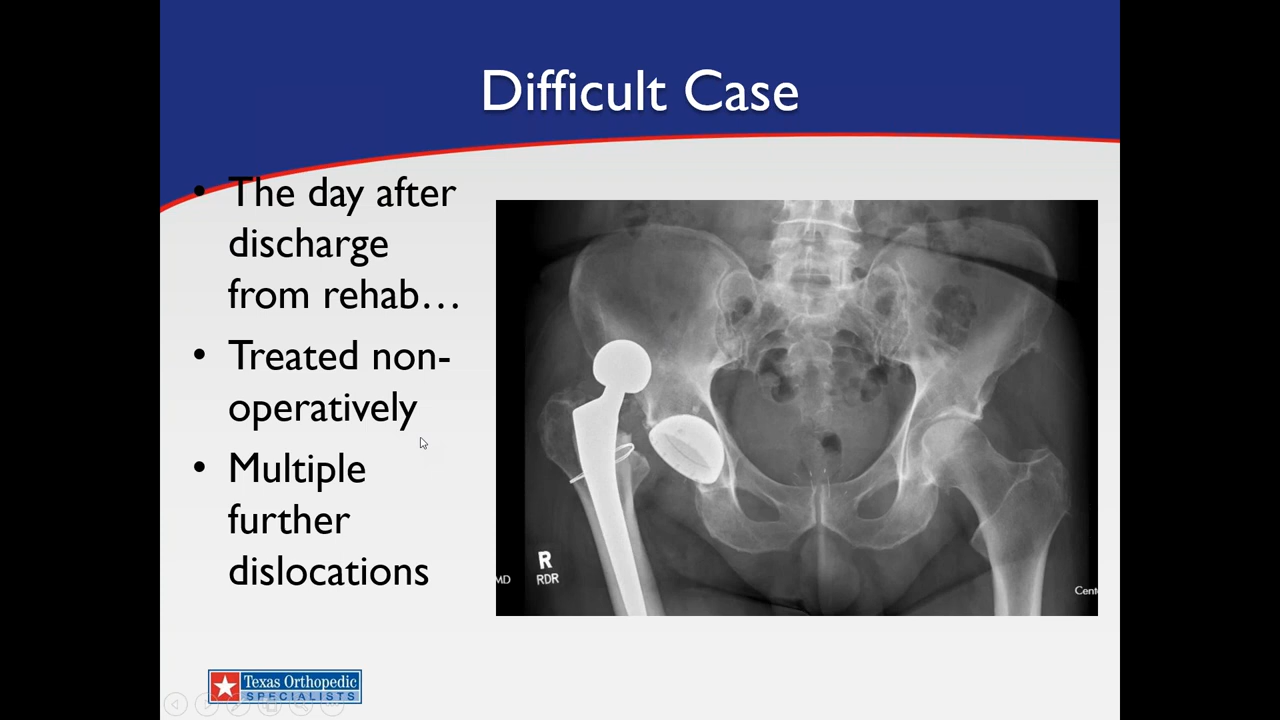 Difficult Case
• The day after
discharge
from rehab…
• Treated non-
operatively
• Multiple
further
dislocations
R
RDR
MD
Cent
Texas Orthopedic
SPECIALISTS